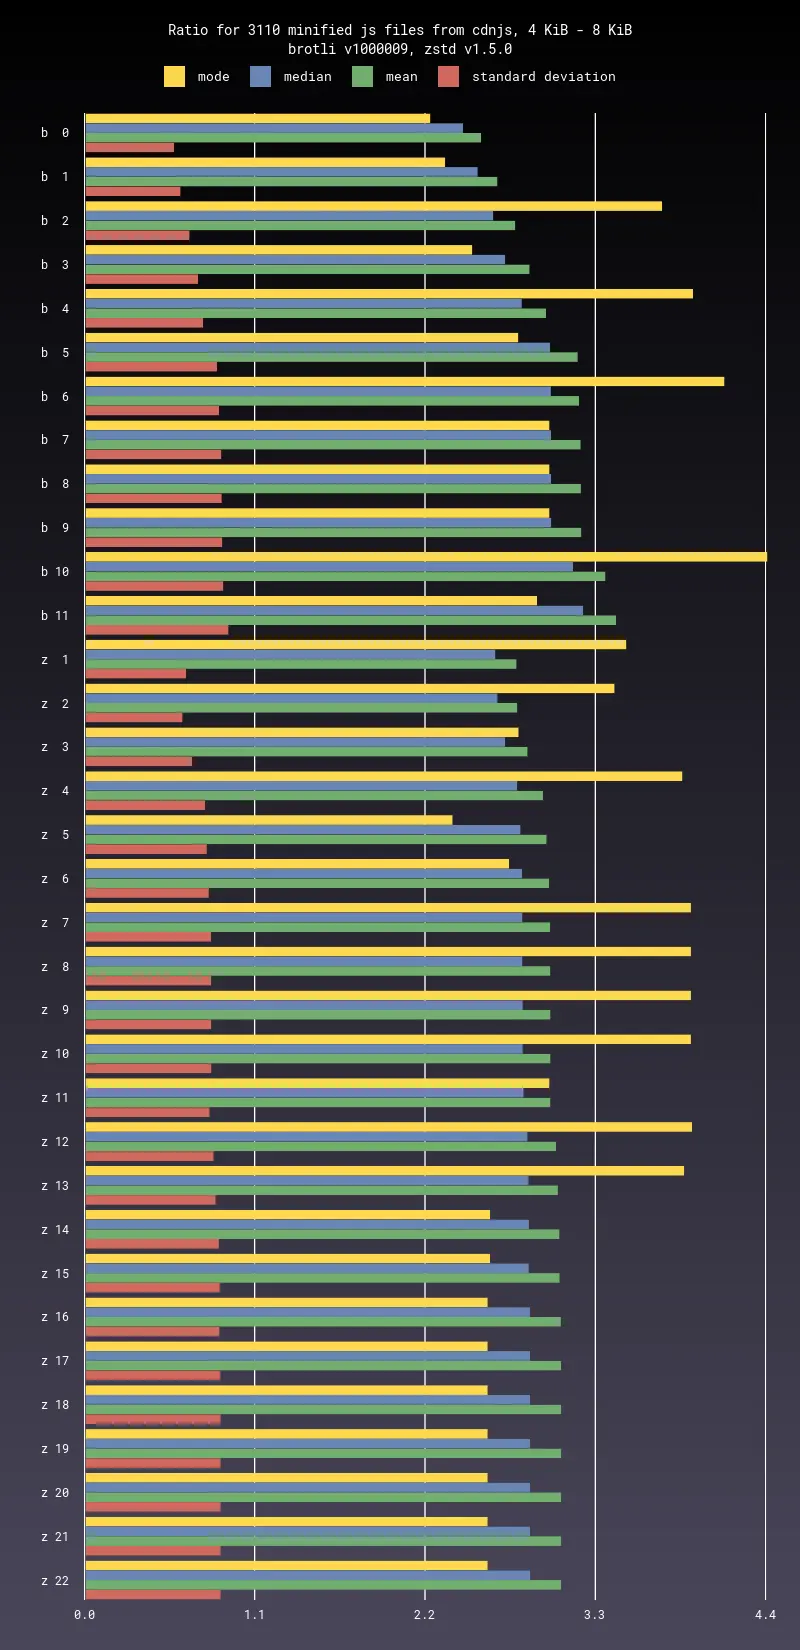 Ratio for 3110 minified js files from cdnjs, 4 KiB - 8 KiB
brotli v1000009, zstd v1.5.0
mode median mean standard deviation
b 0
b 1
b 2
b 3
b 4
b 5
b 6
b 7
b 8
b 9
b 10
b 11
z 1
z 2
z 3
z 4
z 5
z 6
z 7
z 8
z 9
z 10
z 11
z 12
z 13
z 14
z 15
z 16
z 17
z 18
z 19
z 20
z 21
z 22
0.0 1.1 2.2 3.3 4.4